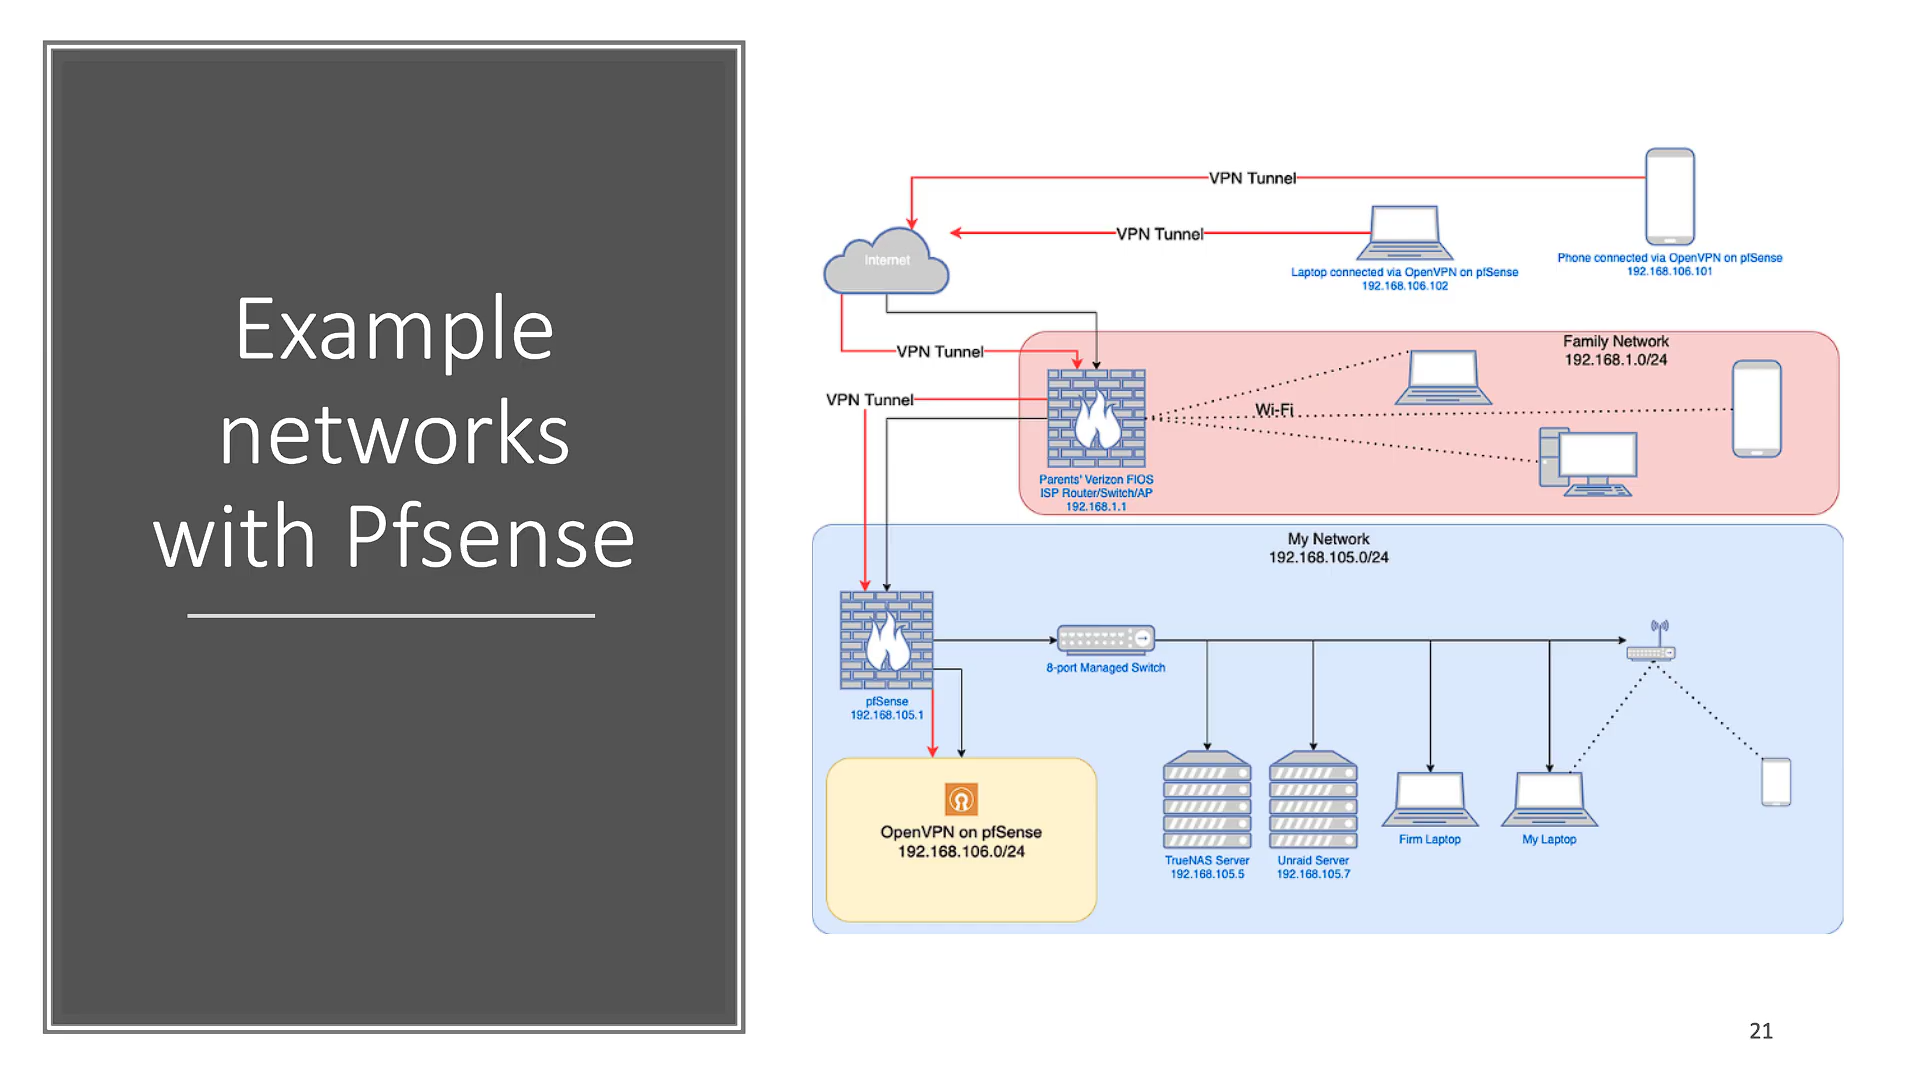 Example
networks
with Pfsense
VPN Tunnel
VPN Tunnel
Internet
Laptop connected via OpenVPN on pfSense
192.168.106.102
Phone connected via OpenVPN on pfSense
192.168.106.101
VPN Tunnel
VPN Tunnel
Family Network
192.168.1.0/24
Wi-Fi
Parents' Verizon FIOS
ISP Router/Switch/AP
192.168.1.1
My Network
192.168.105.0/24
pfSense
192.168.105.1
8-port Managed Switch
OpenVPN on pfSense
192.168.106.0/24
TrueNAS Server
192.168.105.5
Unraid Server
192.168.105.7
Firm Laptop
My Laptop
21